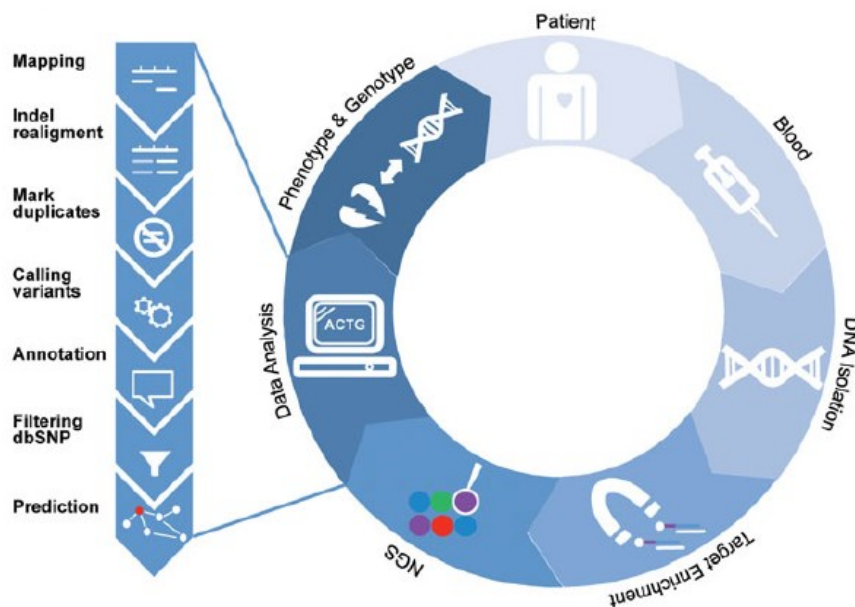 Mapping
Indel
realigment
Mark
duplicates
Calling
variants
Annotation
Filtering
dbSNP
Prediction
Patient
Blood
DNA Isolation
Target Enrichment
NGS
Data Analysis
ACTG
Phenotype & Genotype